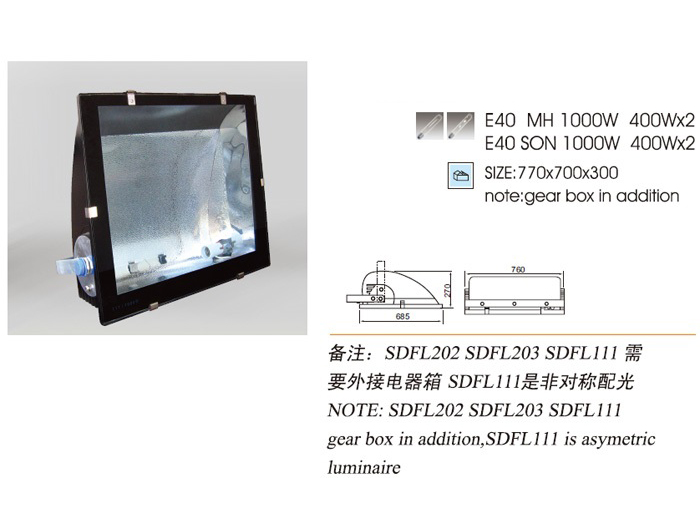 E40 MH 1000W 400Wx2
E40 SON 1000W 400Wx2
SIZE:770x700x300
note:gear box in addition
760
270
685
备注：SDFL202 SDFL203 SDFL111 需
要外接电器箱 SDFL111是非对称配光
NOTE: SDFL202 SDFL203 SDFL111
gear box in addition,SDFL111 is asymetric
luminaire